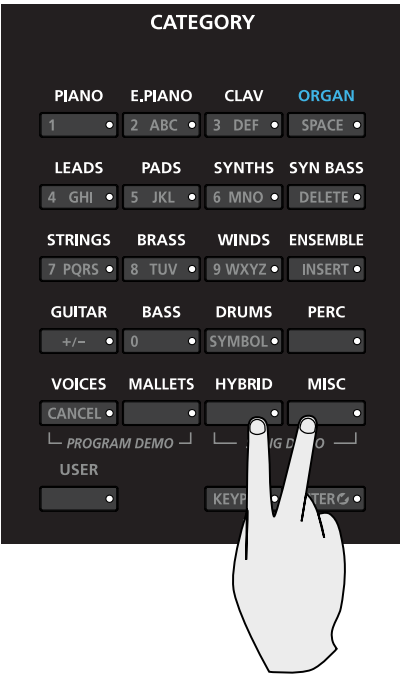 CATEGORY
PIANO E.PIANO CLAV ORGAN
1 2 ABC 3 DEF SPACE
LEADS PADS SYNTHS SYN BASS
4 GHI 5 JKL 6 MNO DELETE
STRINGS BRASS WINDS ENSEMBLE
7 PQRS 8 TUV 9 WXYZ INSERT
GUITAR BASS DRUMS PERC
+/– 0 SYMBOL
VOICES MALLETS HYBRID MISC
CANCEL
PROGRAM DEMO
USER